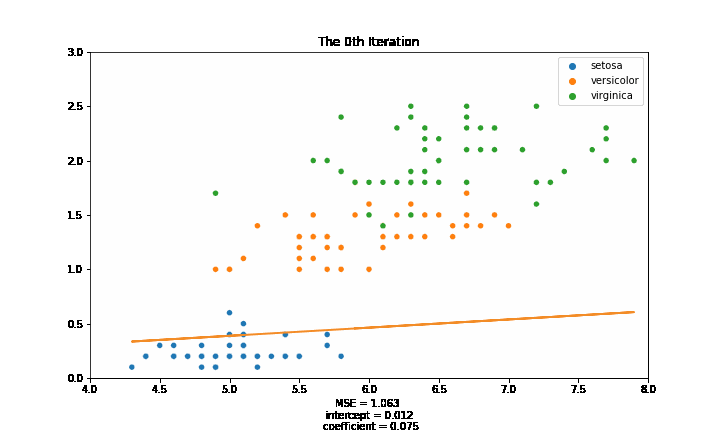 The 0th Iteration
setosa
versicolor
virginica
3.0
2.5
2.0
1.5
1.0
0.5
0.0
4.0 4.5 5.0 5.5 6.0 6.5 7.0 7.5 8.0
MSE = 1.063
intercept = 0.012
coefficient = 0.075